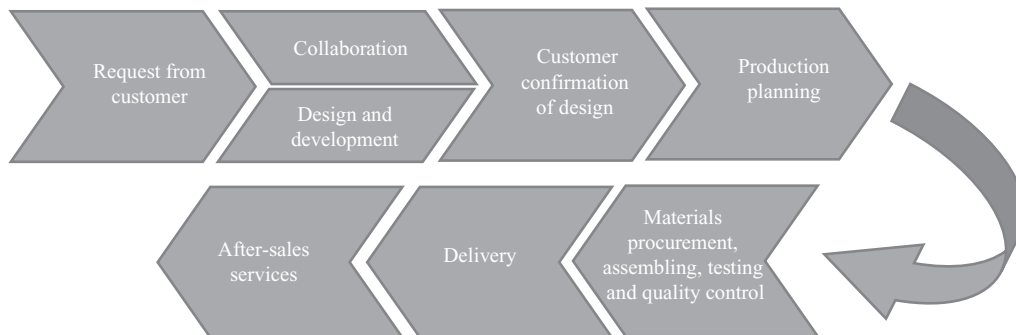 Request from
customer
Collaboration
Design and
development
Customer
confirmation
of design
Production
planning
Materials
procurement,
assembling, testing
and quality control
Delivery
After-sales
services